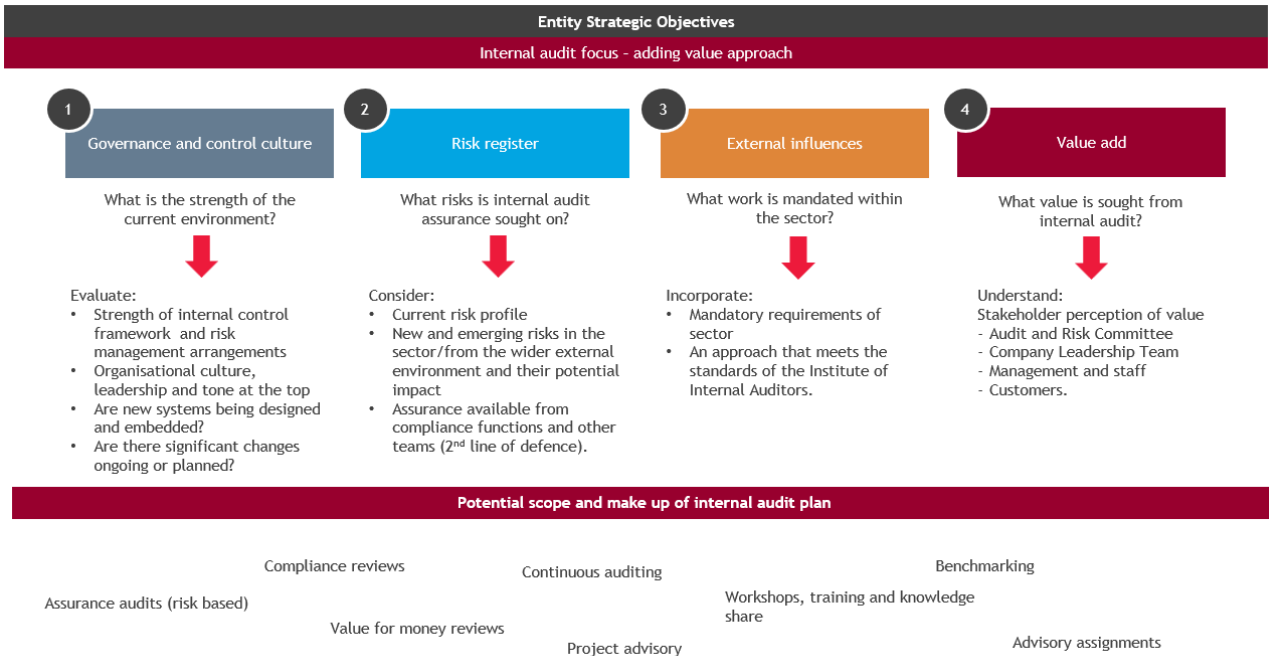 Entity Strategic Objectives
Internal audit focus – adding value approach
1
Governance and control culture
What is the strength of the
current environment?
Evaluate:
• Strength of internal control
framework and risk
management arrangements
• Organisational culture,
leadership and tone at the top
• Are new systems being designed
and embedded?
• Are there significant changes
ongoing or planned?
2
Risk register
What risks is internal audit
assurance sought on?
Consider:
• Current risk profile
• New and emerging risks in the
sector/from the wider external
environment and their potential
impact
• Assurance available from
compliance functions and other
teams (2nd line of defence).
3
External influences
What work is mandated within
the sector?
Incorporate:
• Mandatory requirements of
sector
• An approach that meets the
standards of the Institute of
Internal Auditors.
4
Value add
What value is sought from
internal audit?
Understand:
Stakeholder perception of value
- Audit and Risk Committee
- Company Leadership Team
- Management and staff
- Customers.
Potential scope and make up of internal audit plan
Compliance reviews
Continuous auditing
Benchmarking
Assurance audits (risk based)
Workshops, training and knowledge
share
Value for money reviews
Project advisory
Advisory assignments